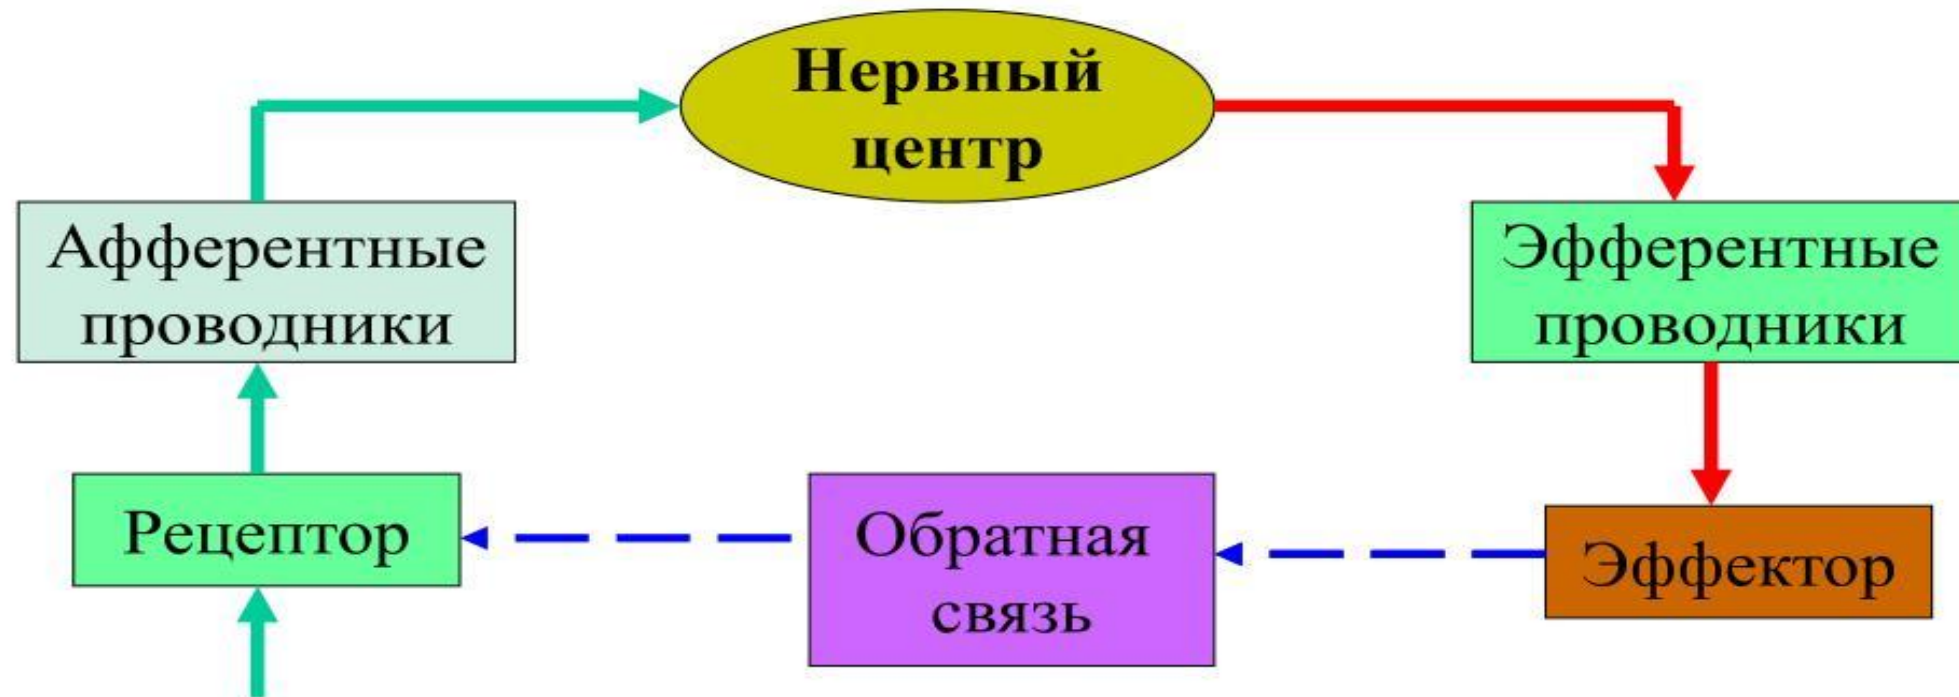 Нервный
центр
Афферентные
проводники
Эфферентные
проводники
Рецептор
Обратная
связь
Эффектор